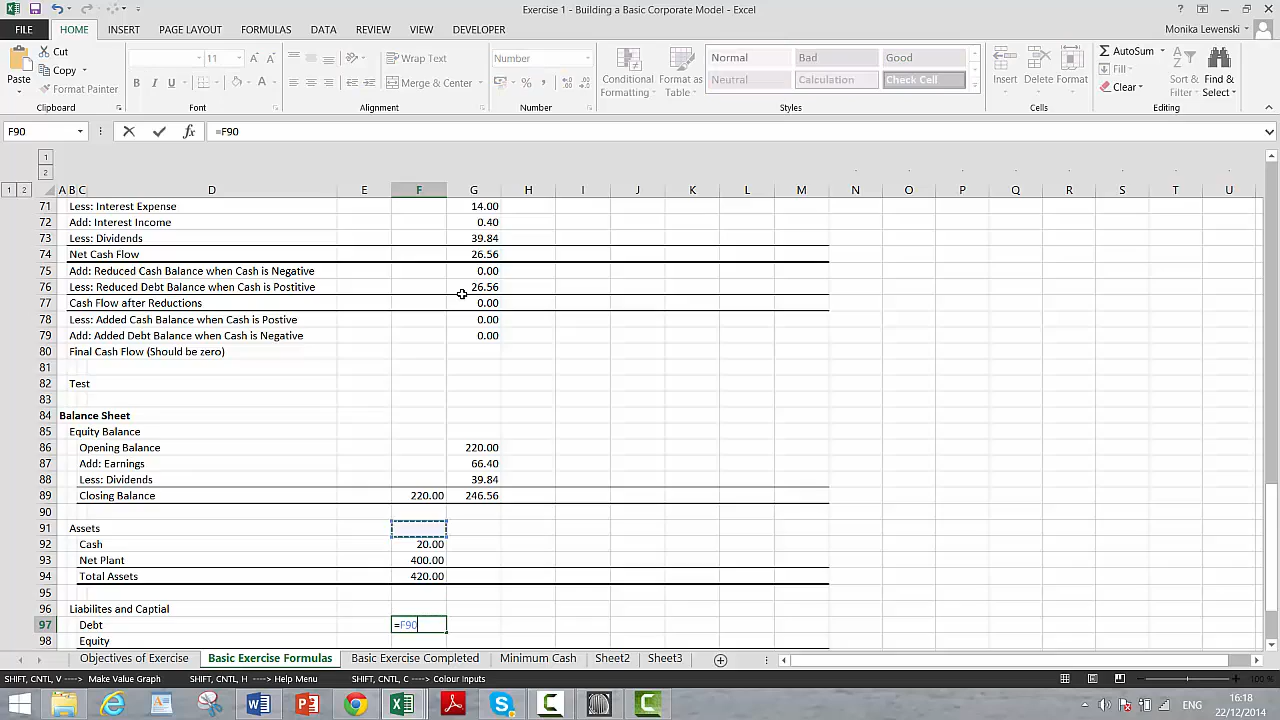 Exercise 1 - Building a Basic Corporate Model - Excel
FILE HOME INSERT PAGE LAYOUT FORMULAS DATA REVIEW VIEW DEVELOPER Monika Lewenski
Paste Cut Copy Format Painter
11 Wrap Text Merge & Center Number
Conditional Formatting Format as Table
Normal Bad Good
Neutral Calculation Check Cell
Insert Delete Format
AutoSum Fill Clear Sort & Filter Find & Select
Clipboard Font Alignment Number Styles Cells Editing
F90 =F90
1
2
1 2 A B C D E F G H I J K L M N O P Q R S T U
71 Less: Interest Expense 14.00
72 Add: Interest Income 0.40
73 Less: Dividends 39.84
74 Net Cash Flow 26.56
75 Add: Reduced Cash Balance when Cash is Negative 0.00
76 Less: Reduced Debt Balance when Cash is Postitive 26.56
77 Cash Flow after Reductions 0.00
78 Less: Added Cash Balance when Cash is Postive 0.00
79 Add: Added Debt Balance when Cash is Negative 0.00
80 Final Cash Flow (Should be zero)
81
82 Test
83
84 Balance Sheet
85 Equity Balance
86 Opening Balance 220.00
87 Add: Earnings 66.40
88 Less: Dividends 39.84
89 Closing Balance 220.00 246.56
90
91 Assets
92 Cash 20.00
93 Net Plant 400.00
94 Total Assets 420.00
95
96 Liabilites and Captial
97 Debt =F90
98 Equity
Objectives of Exercise Basic Exercise Formulas Basic Exercise Completed Minimum Cash Sheet2 Sheet3
SHIFT, CNTL, V ---> Make Value Graph SHIFT, CNTL, H ---> Help Menu SHIFT, CNTL, C ---> Colour Inputs 100 %
ENG 16:18
22/12/2014